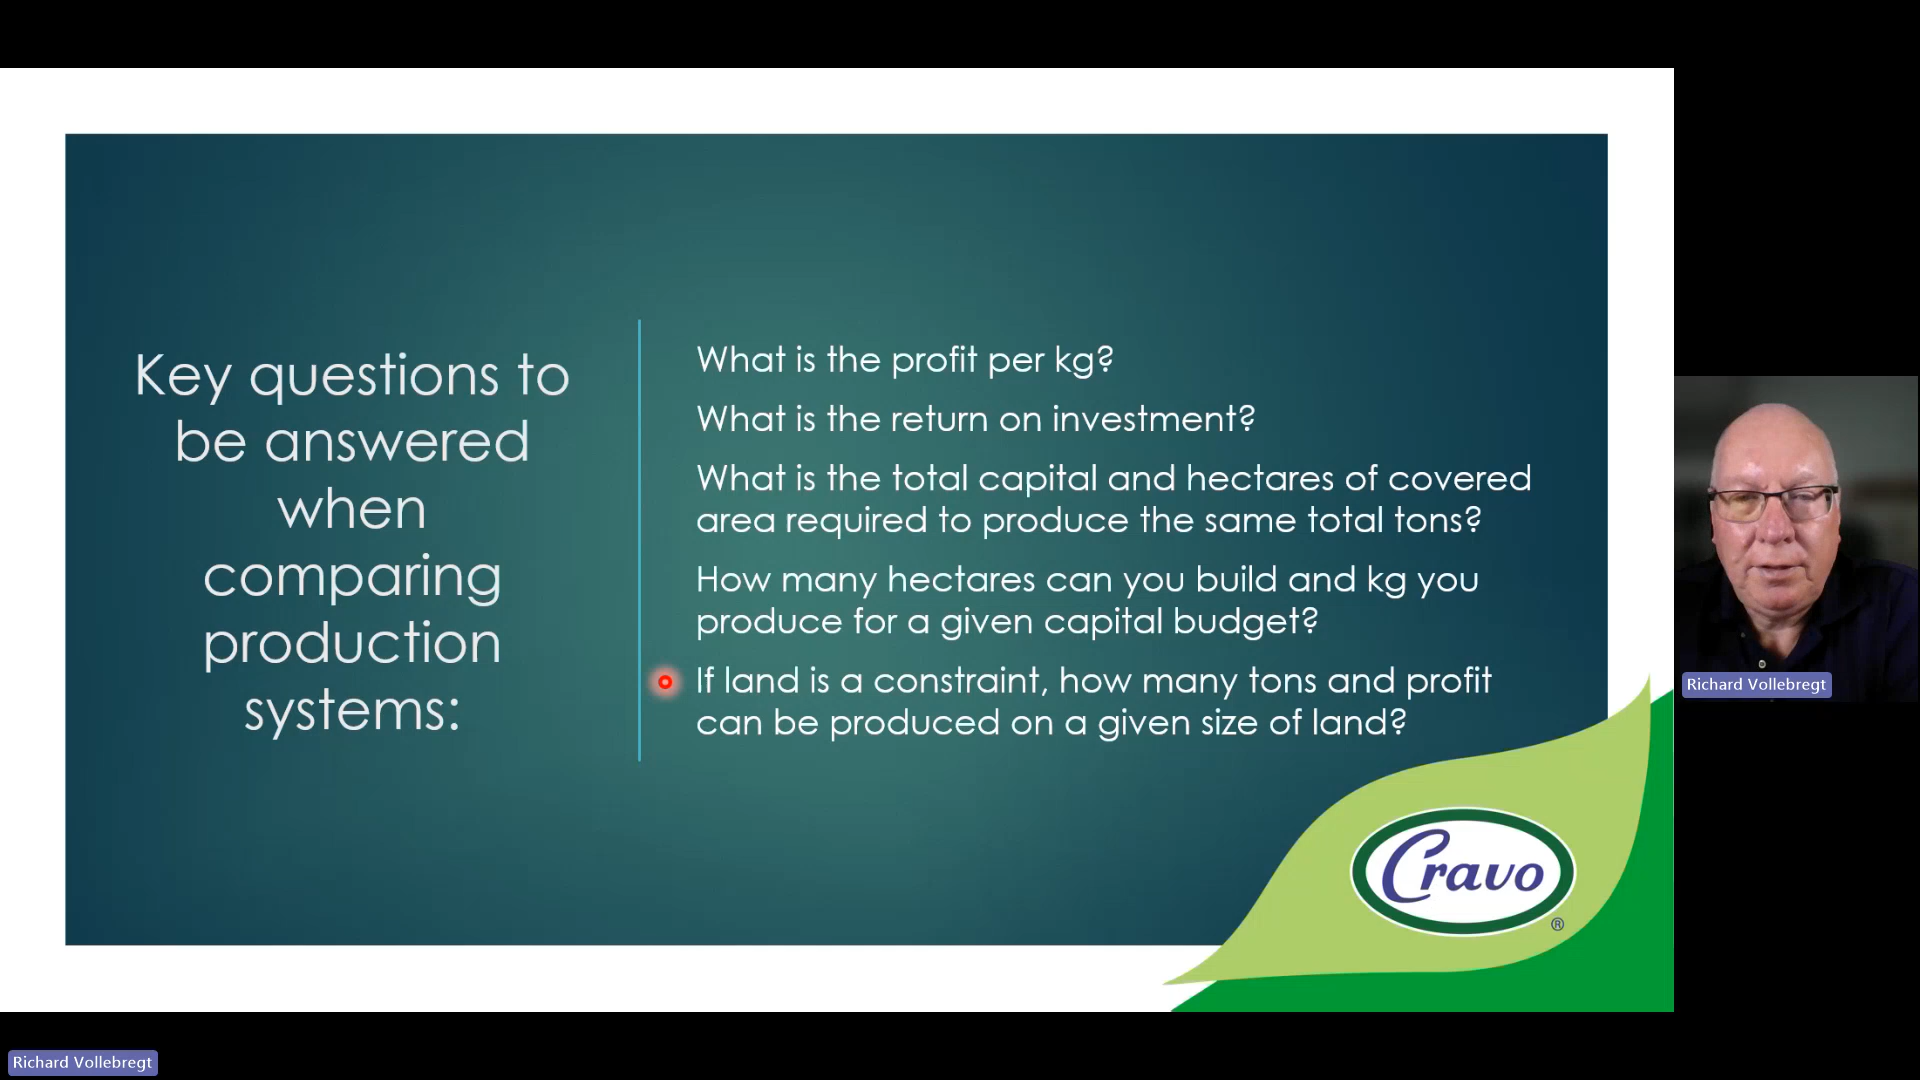 Key questions to
be answered
when
comparing
production
systems:
What is the profit per kg?
What is the return on investment?
What is the total capital and hectares of covered
area required to produce the same total tons?
How many hectares can you build and kg you
produce for a given capital budget?
If land is a constraint, how many tons and profit
can be produced on a given size of land?
Cravo
®
Richard Vollebregt
Richard Vollebregt